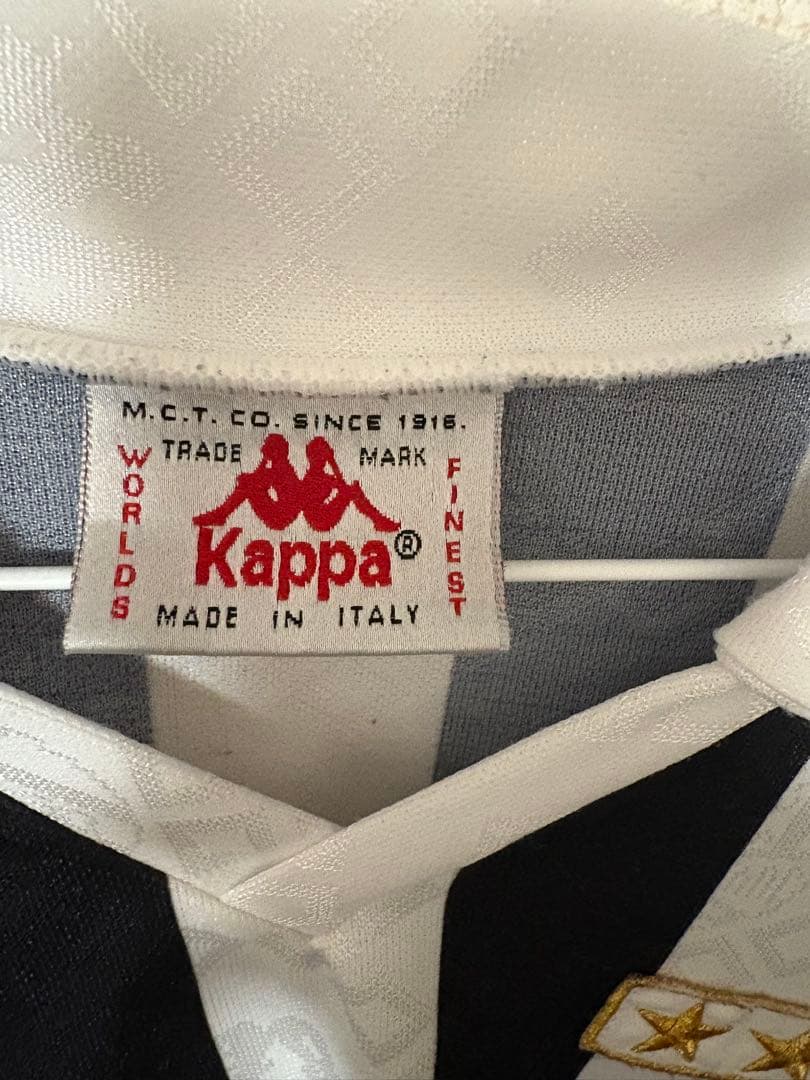 M.C.T. CO. SINCE 1916.
TRADE MARK
WORLDS
FINEST
Kappa®
MADE IN ITALY